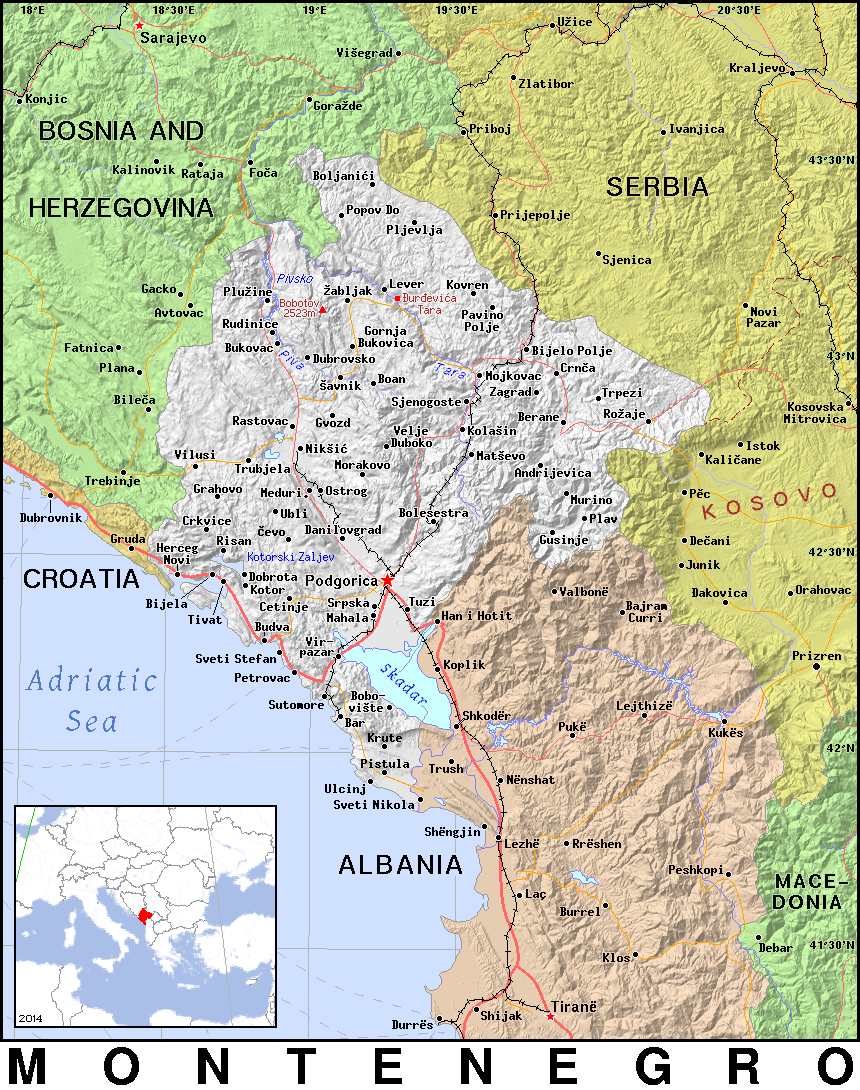 18°E
18°30'E
19°E
19°30'E
20°30'E
Sarajevo
Užice
Višegrad
Kraljevo
Zlatibor
Konjic
Goražde
BOSNIA AND
Priboj
Ivanjica
Kalinovik
Rataja
Foča
43°30'N
Boljanići
SERBIA
HERZEGOVINA
Popov Do
Prijepolje
Pljevlja
Sjenica
Pivsko
Gacko
Plužine
Žabljak
Lever
Kovren
Avtovac
Bobotov
2523m
Đurđevića
Tara
Pavino
Polje
Novi
Pazar
Rudinice
Gornja
Bukovica
Fatnica
Bukovac
Piva
Dubrovsko
Bijelo Polje
43°N
Plana
Šavnik
Boan
Tara
Mojkovac
Crnča
Zagrad
Trpezi
Bileća
Sjenogoste
Kosovska
Mitrovica
Rastovac
Gvozd
Berane
Rožaje
Velje
Duboko
Kolašin
Vilusi
Nikšić
Istok
Trubjela
Morakovo
Matševo
Kaličane
Trebinje
Andrijevica
Grahovo
Meduri.
Ostrog
Murino
Pěc
KOSOVO
Dubrovnik
Ubli
Bolesestra
Plav
Crkvice
Čevo
Danilovgrad
Gruda
Risan
Gusinje
Dečani
Herceg
Novi
Kotorski Zaljev
42°30'N
CROATIA
Dobrota
Podgorica
Junik
Kotor
Valbonë
Dakovica
Orahovac
Bijela
Cetinje
Srpska
Mahala
Tuzi
Bajram
Curri
Tivat
Han i Hotit
Budva
Vir-
pazar
Sveti Stefan
Koplik
Prizren
Adriatic
Sea
Petrovac
Skadar
Sutomore
Bobo-
vište
Lejthizë
Bar
Shkodër
Pukë
Kukës
Krute
42°N
Pistula
Trush
Ulcinj
Nënshat
Sveti Nikola
Shëngjin
Lezhë
Rrëshen
ALBANIA
Peshkopi
MACE-
DONIA
Laç
Burrel
Debar
41°30'N
Klos
Tiranë
2014
Durrës
Shijak
MONTENEGRO